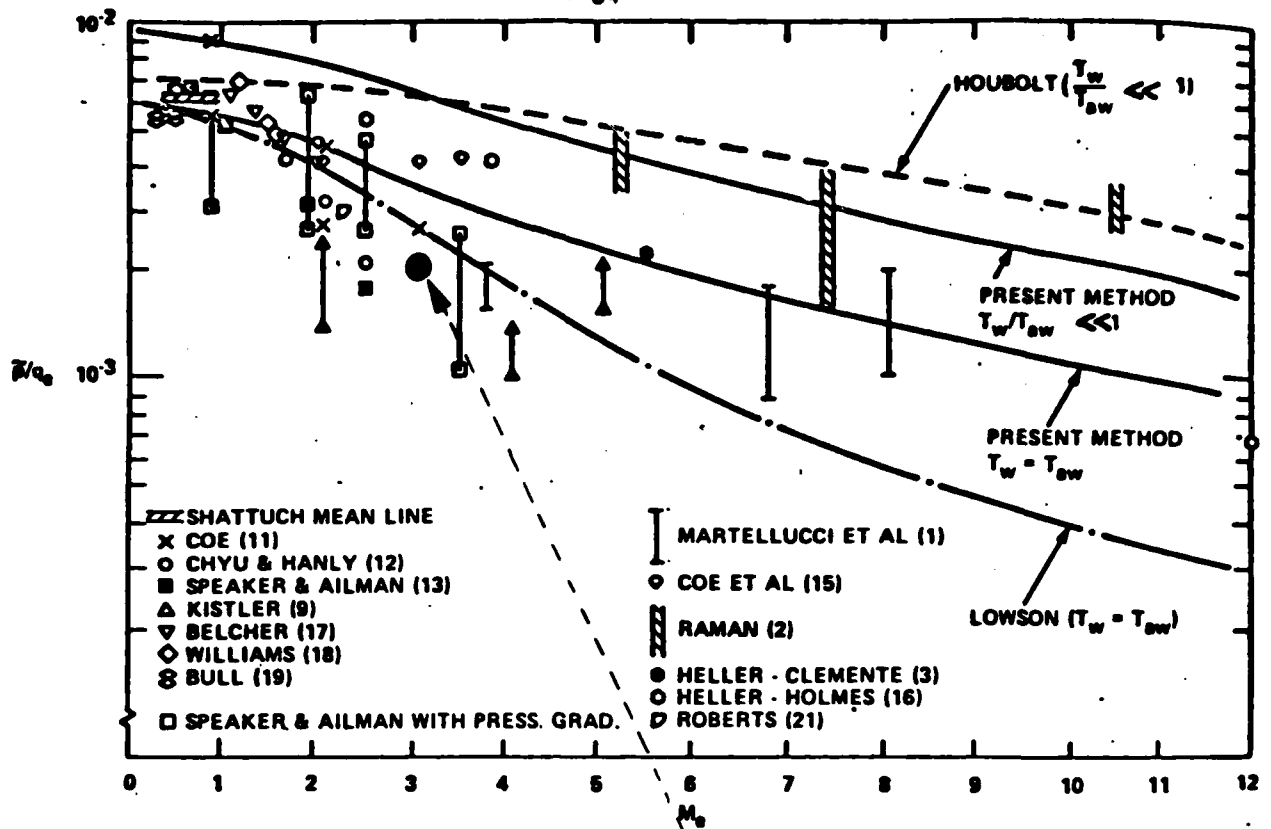 10⁻²
HOUBOLT (T_w/T_aw << 1)
p̃/q_e
10⁻³
PRESENT METHOD
T_w/T_aw <<1
PRESENT METHOD
T_w = T_aw
LOWSON (T_w = T_aw)
SHATTUCH MEAN LINE
COE (11)
CHYU & HANLY (12)
SPEAKER & AILMAN (13)
KISTLER (9)
BELCHER (17)
WILLIAMS (18)
BULL (19)
SPEAKER & AILMAN WITH PRESS. GRAD.
MARTELLUCCI ET AL (1)
COE ET AL (15)
RAMAN (2)
HELLER - CLEMENTE (3)
HELLER - HOLMES (16)
ROBERTS (21)
0 1 2 3 4 5 6 7 8 9 10 11 12
M_e